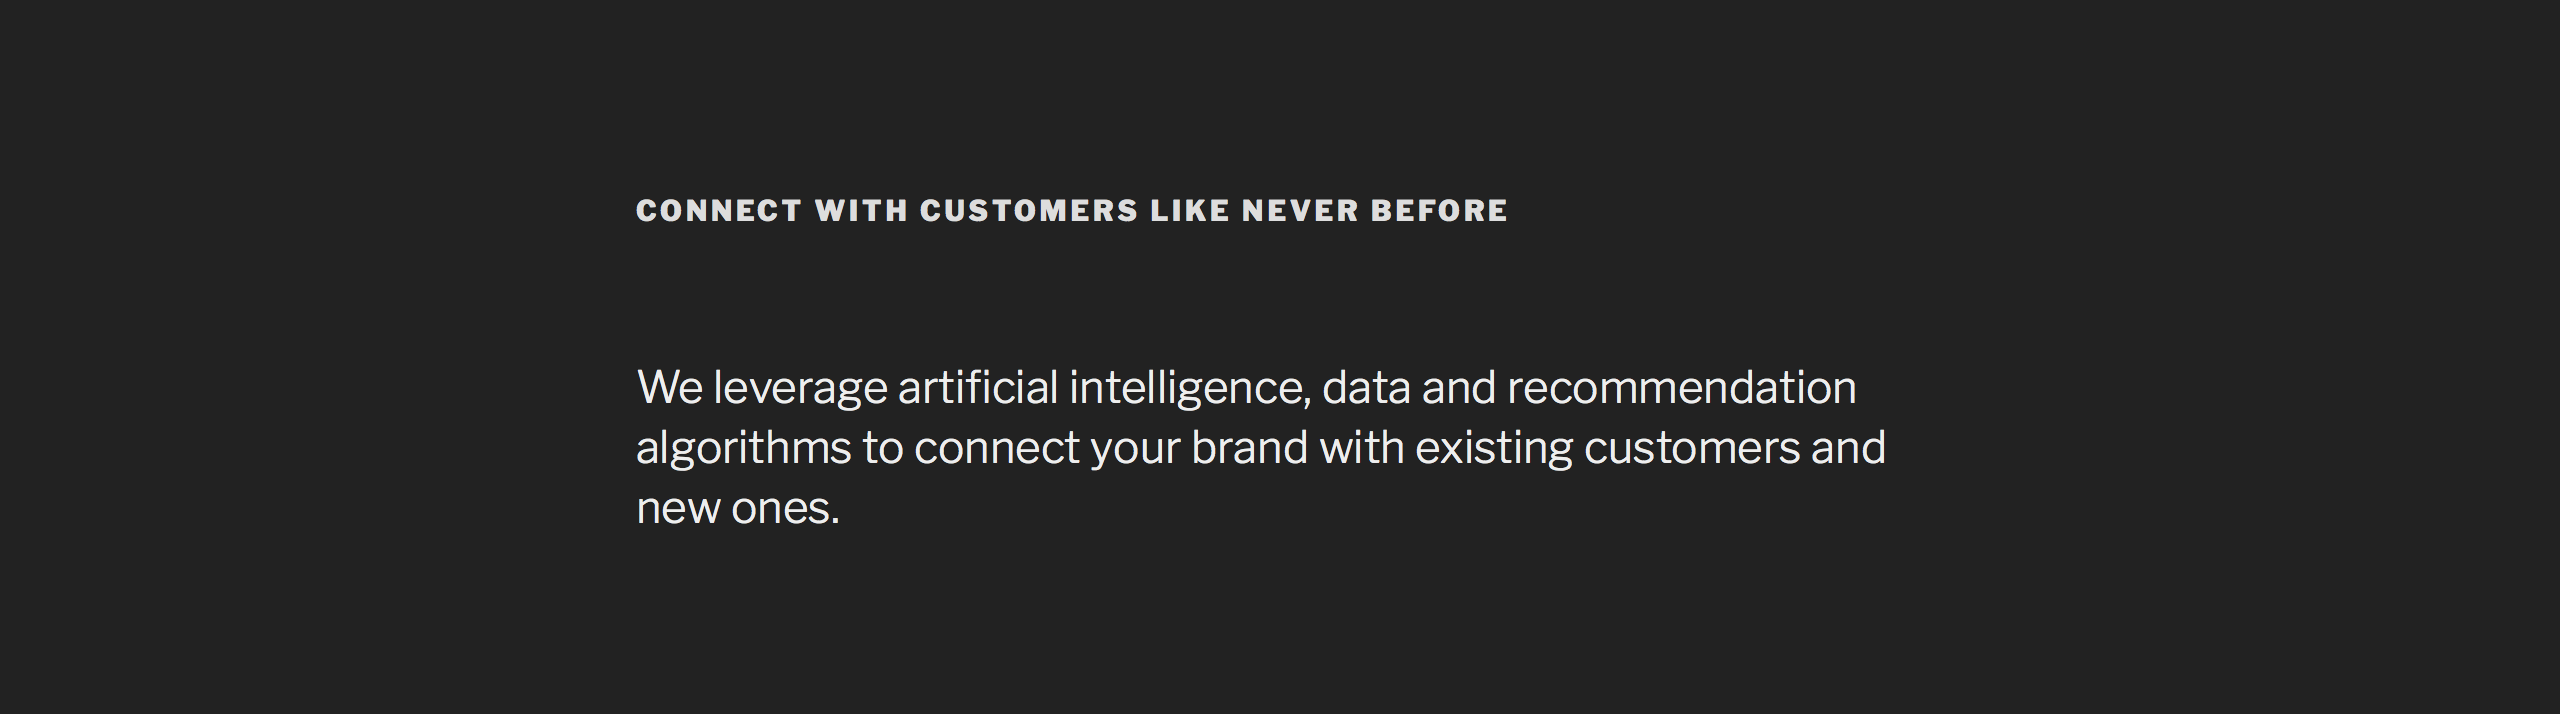 CONNECT WITH CUSTOMERS LIKE NEVER BEFORE
We leverage artificial intelligence, data and recommendation
algorithms to connect your brand with existing customers and
new ones.